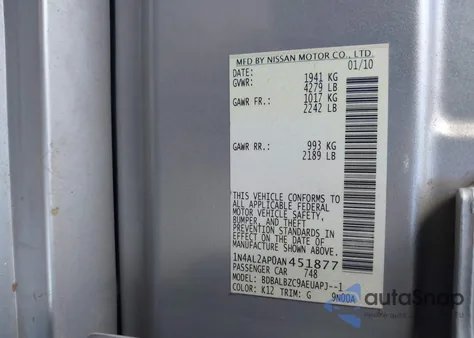 MFD BY NISSAN MOTOR CO., LTD.
DATE: 01/10
GVWR: 1941 KG
4279 LB
GAWR FR.: 1017 KG
2242 LB
GAWR RR.: 993 KG
2189 LB
THIS VEHICLE CONFORMS TO
ALL APPLICABLE FEDERAL
MOTOR VEHICLE SAFETY,
BUMPER, AND THEFT
PREVENTION STANDARDS
IN EFFECT ON THE DATE OF
MANUFACTURE SHOWN ABOVE.
1N4AL2AP0AN451877
PASSENGER CAR 748
MODEL: BDBALBZC9AEUAPJ--1
COLOR: K12 TRIM: G 9N00A
autoSnap
autosnap.cc